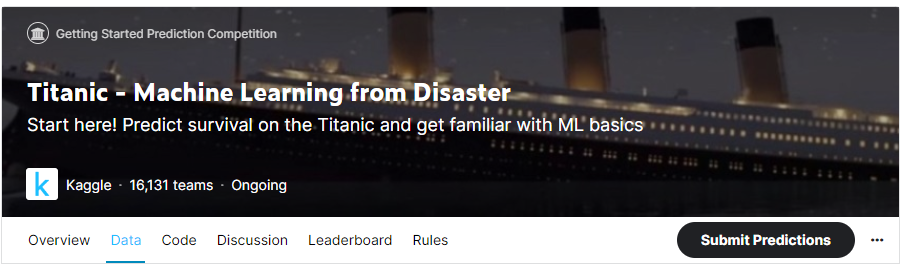 Getting Started Prediction Competition
Titanic - Machine Learning from Disaster
Start here! Predict survival on the Titanic and get familiar with ML basics
k Kaggle · 16,131 teams · Ongoing
Overview Data Code Discussion Leaderboard Rules Submit Predictions ...